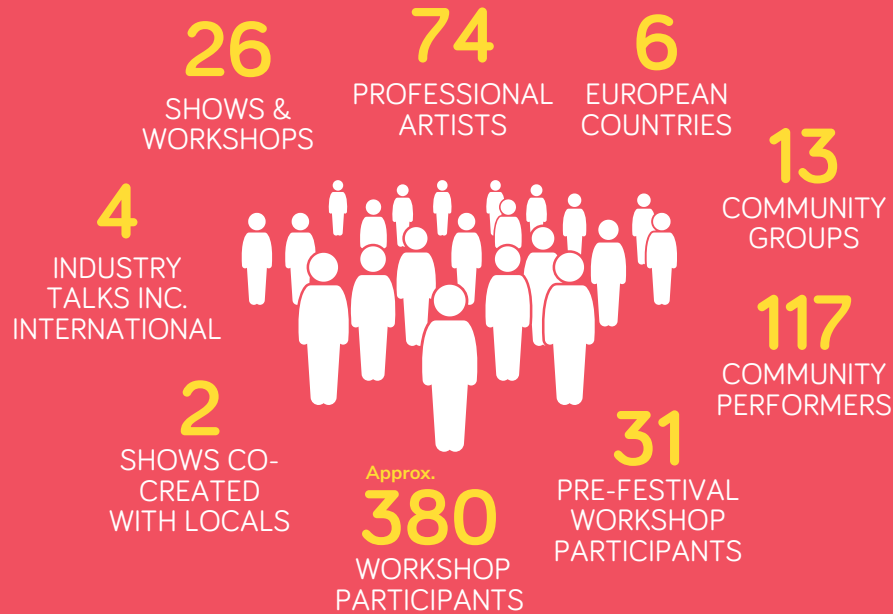 26
SHOWS &
WORKSHOPS
74
PROFESSIONAL
ARTISTS
6
EUROPEAN
COUNTRIES
13
COMMUNITY
GROUPS
4
INDUSTRY
TALKS INC.
INTERNATIONAL
117
COMMUNITY
PERFORMERS
2
SHOWS CO-
CREATED
WITH LOCALS
Approx.
380
WORKSHOP
PARTICIPANTS
31
PRE-FESTIVAL
WORKSHOP
PARTICIPANTS